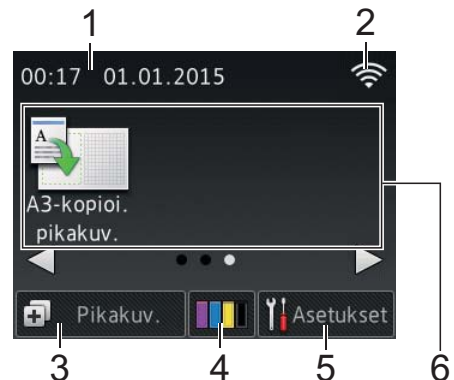 1
2
00:17 01.01.2015
A
A3-kopioi.
pikakuv.
6
Pikakuv.
Asetukset
3
4
5